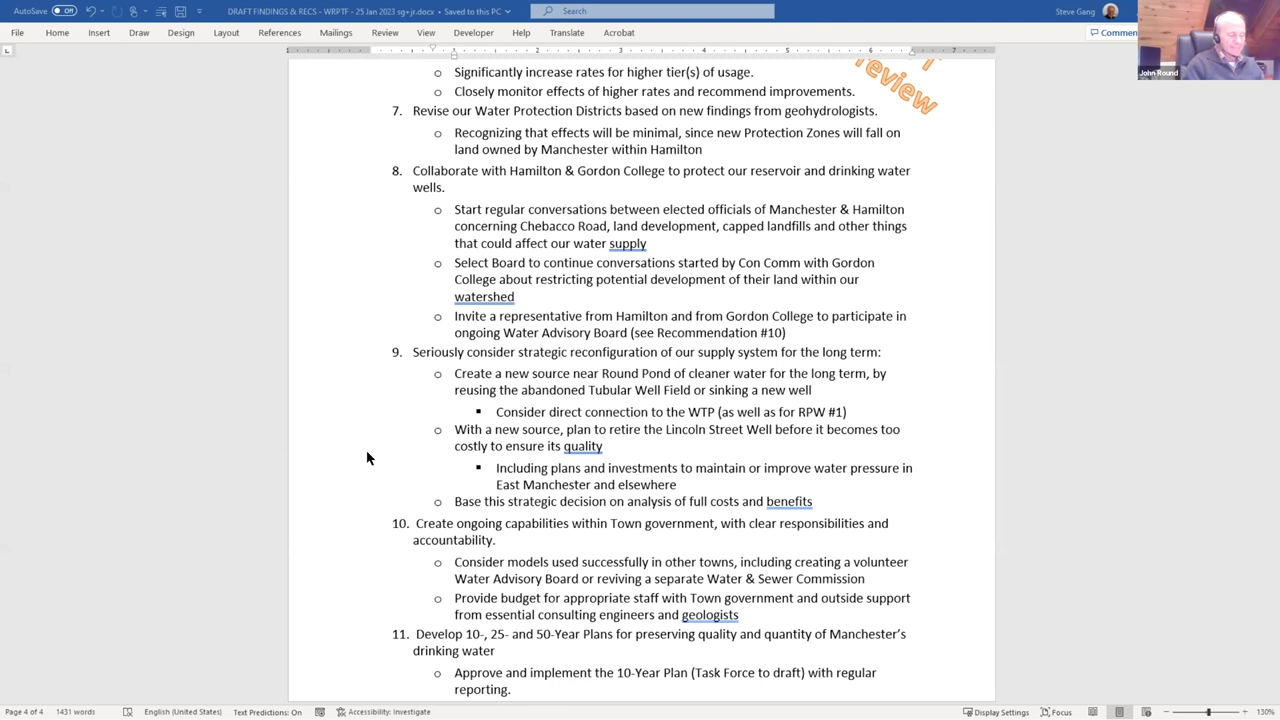 AutoSave Off DRAFT FINDINGS & RECS - WRPTF - 25 Jan 2023 sg+jr.docx • Saved to this PC Search Steve Gang
File Home Insert Draw Design Layout References Mailings Review View Developer Help Translate Acrobat Commen
1 1 2 3 4 5 6 7
o Significantly increase rates for higher tier(s) of usage.
review
o Closely monitor effects of higher rates and recommend improvements.
John Round
7. Revise our Water Protection Districts based on new findings from geohydrologists.
o Recognizing that effects will be minimal, since new Protection Zones will fall on
land owned by Manchester within Hamilton
8. Collaborate with Hamilton & Gordon College to protect our reservoir and drinking water
wells.
o Start regular conversations between elected officials of Manchester & Hamilton
concerning Chebacco Road, land development, capped landfills and other things
that could affect our water supply
o Select Board to continue conversations started by Con Comm with Gordon
College about restricting potential development of their land within our
watershed
o Invite a representative from Hamilton and from Gordon College to participate in
ongoing Water Advisory Board (see Recommendation #10)
9. Seriously consider strategic reconfiguration of our supply system for the long term:
o Create a new source near Round Pond of cleaner water for the long term, by
reusing the abandoned Tubular Well Field or sinking a new well
▪ Consider direct connection to the WTP (as well as for RPW #1)
o With a new source, plan to retire the Lincoln Street Well before it becomes too
costly to ensure its quality
▪ Including plans and investments to maintain or improve water pressure in
East Manchester and elsewhere
o Base this strategic decision on analysis of full costs and benefits
10. Create ongoing capabilities within Town government, with clear responsibilities and
accountability.
o Consider models used successfully in other towns, including creating a volunteer
Water Advisory Board or reviving a separate Water & Sewer Commission
o Provide budget for appropriate staff with Town government and outside support
from essential consulting engineers and geologists
11. Develop 10-, 25- and 50-Year Plans for preserving quality and quantity of Manchester's
drinking water
o Approve and implement the 10-Year Plan (Task Force to draft) with regular
reporting.
Page 4 of 4 1431 words English (United States) Text Predictions: On Accessibility: Investigate Display Settings Focus 130%